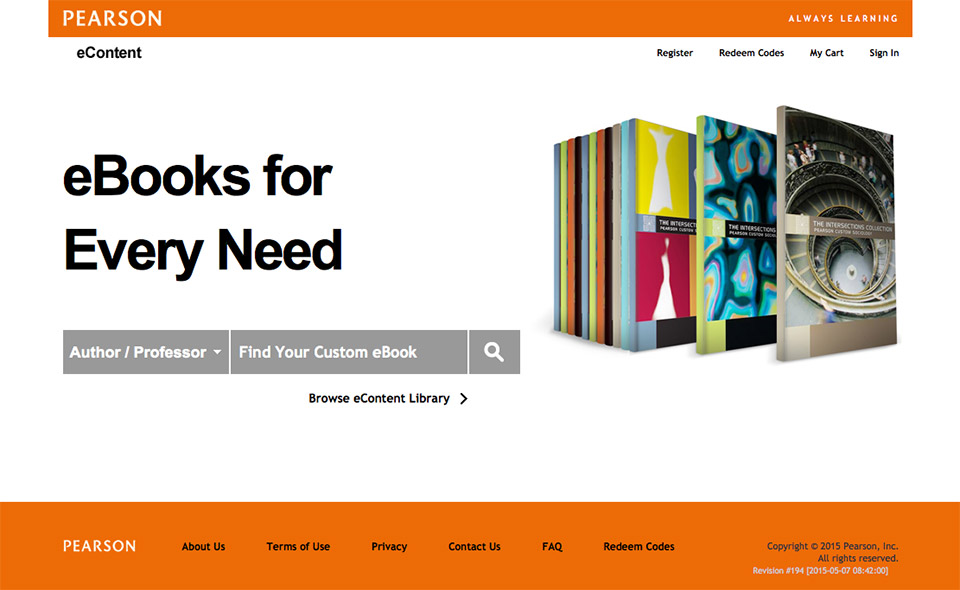 PEARSON
ALWAYS LEARNING
eContent
Register Redeem Codes My Cart Sign In
eBooks for
Every Need
Author / Professor
Find Your Custom eBook
Browse eContent Library
THE INTERSECTI
PEARSON CUSTOM
THE INTERSECTIONS
PEARSON CUSTOM SOCIOL
THE INTERSECTIONS COLLECTION
PEARSON CUSTOM SOCIOLOGY
PEARSON
About Us Terms of Use Privacy Contact Us FAQ Redeem Codes
Copyright © 2015 Pearson, Inc.
All rights reserved.
Revision #194 [2015-05-07 08:42:00]